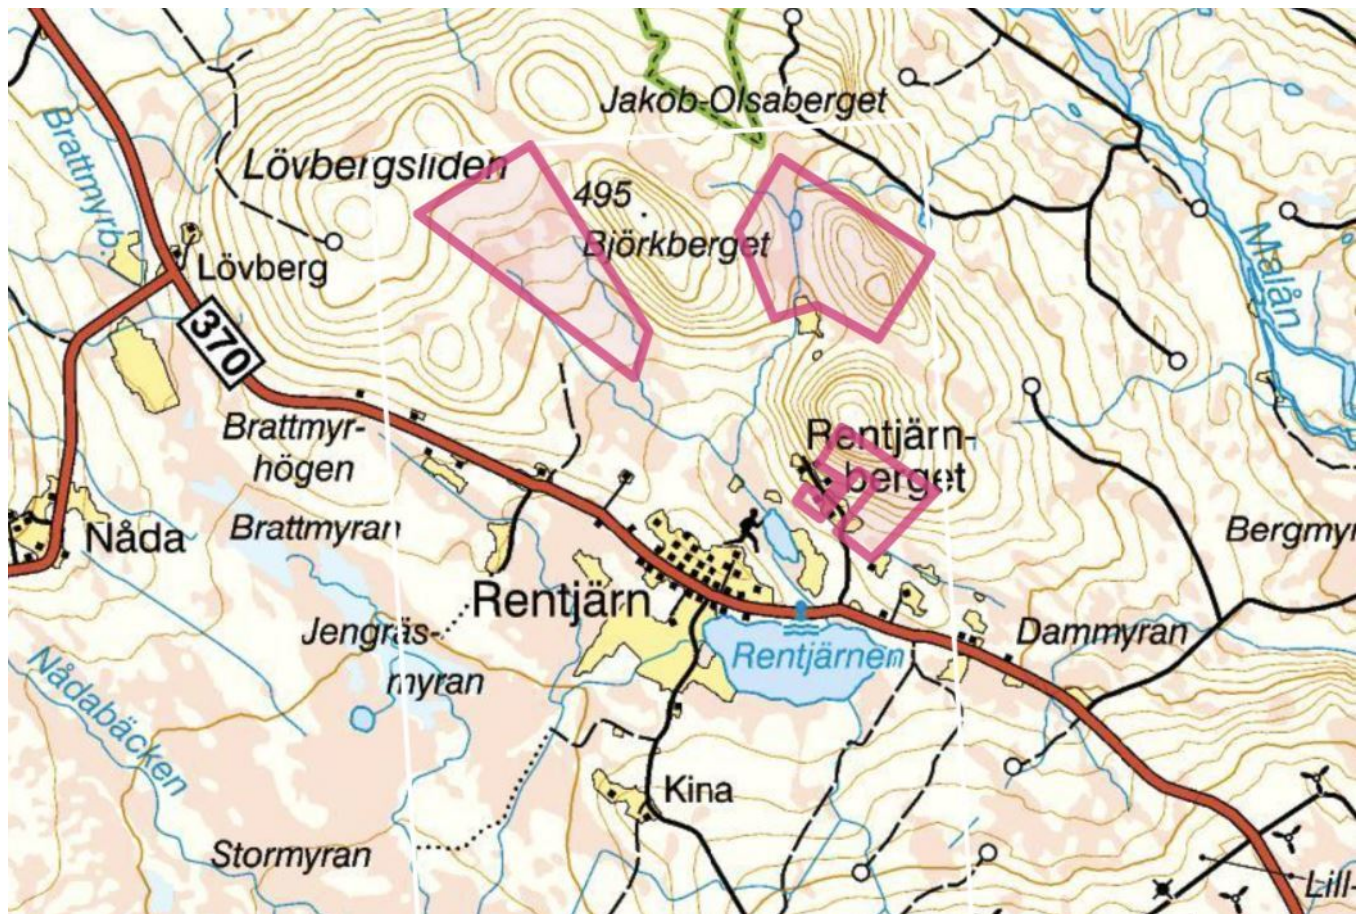 Jakob-Olsaberget
Brattmyrb.
Lövbergsliden
495
Björkberget
Lövberg
Malån
370
Brattmyr-
högen
Rentjärn-
berget
Nåda
Brattmyran
Bergmyr
Rentjärn
Jengräs-
myran
Rentjärnen
Dammyran
Nådabäcken
Kina
Stormyran
Lill-